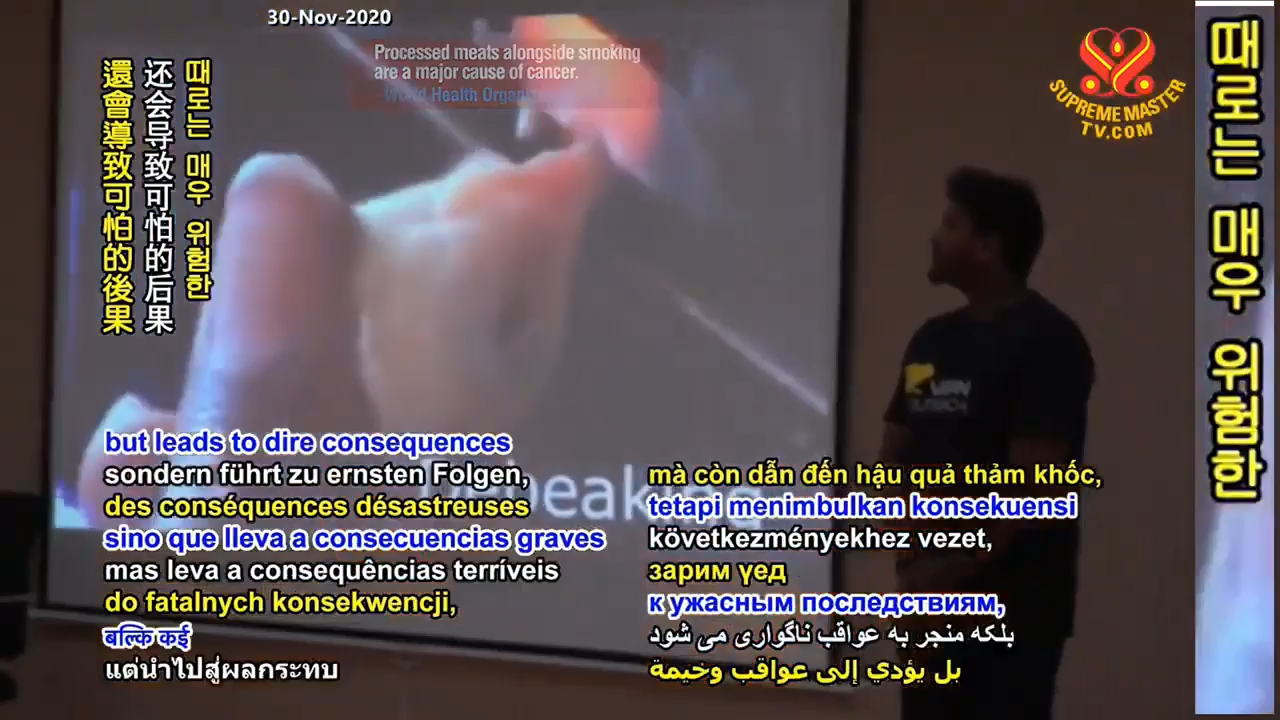 30-Nov-2020
Processed meats alongside smoking
are a major cause of cancer.
World Health
SUPREME MASTER
TV.COM
때로는 매우 위험한
还会导致可怕的后果
還會導致可怕的後果
때로는 매우 위험한
but leads to dire consequences
sondern führt zu ernsten Folgen,
des conséquences désastreuses
sino que lleva a consecuencias graves
mas leva a consequências terríveis
do fatalnych konsekwencji,
बल्कि कई
แต่นำไปสู่ผลกระทบ
Debeaking
mà còn dẫn đến hậu quả thảm khốc,
tetapi menimbulkan konsekuensi
következményekhez vezet,
зарим үед
к ужасным последствиям,
بلکه منجر به عواقب ناگواری می شود
بل يؤدي إلى عواقب وخيمة